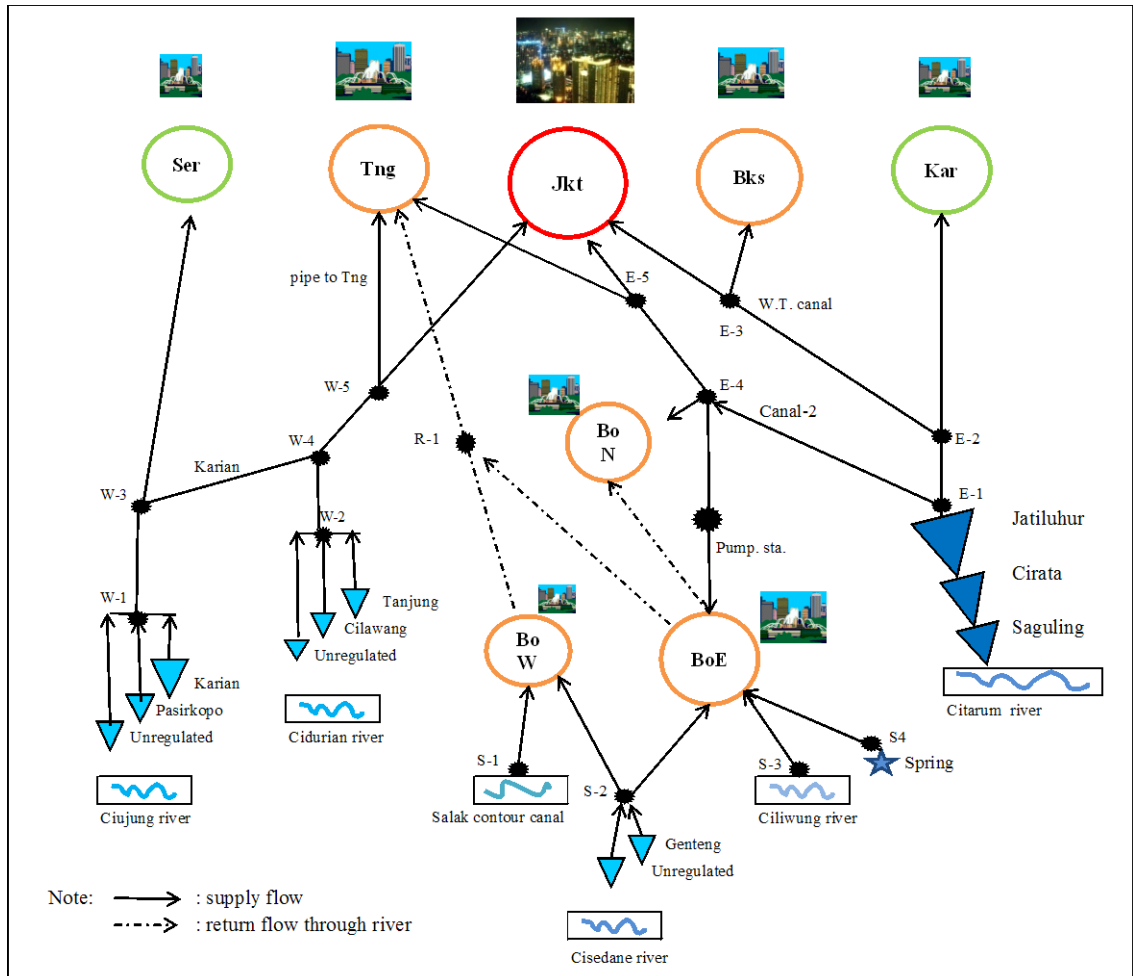 Ser
Tng
Jkt
Bks
Kar
pipe to Tng
E-5
W.T. canal
E-3
W-5
E-4
Canal-2
Bo
N
R-1
W-4
E-2
Karian
W-3
E-1
Jatiluhur
W-2
Pump. sta.
Cirata
W-1
Tanjung
Cilawang
Unregulated
Bo
W
BoE
Saguling
Karian
Pasirkopo
Unregulated
Citarum river
Cidurian river
S4
S-1
S-2
S-3
Spring
Ciujung river
Salak contour canal
Ciliwung river
Genteng
Unregulated
Note:
: supply flow
: return flow through river
Cisedane river